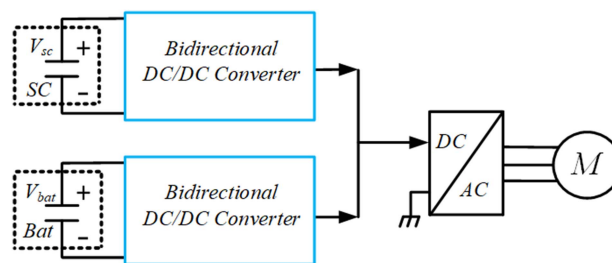 V_sc +
SC −
Bidirectional
DC/DC Converter
DC
AC
M
V_bat +
Bat −
Bidirectional
DC/DC Converter